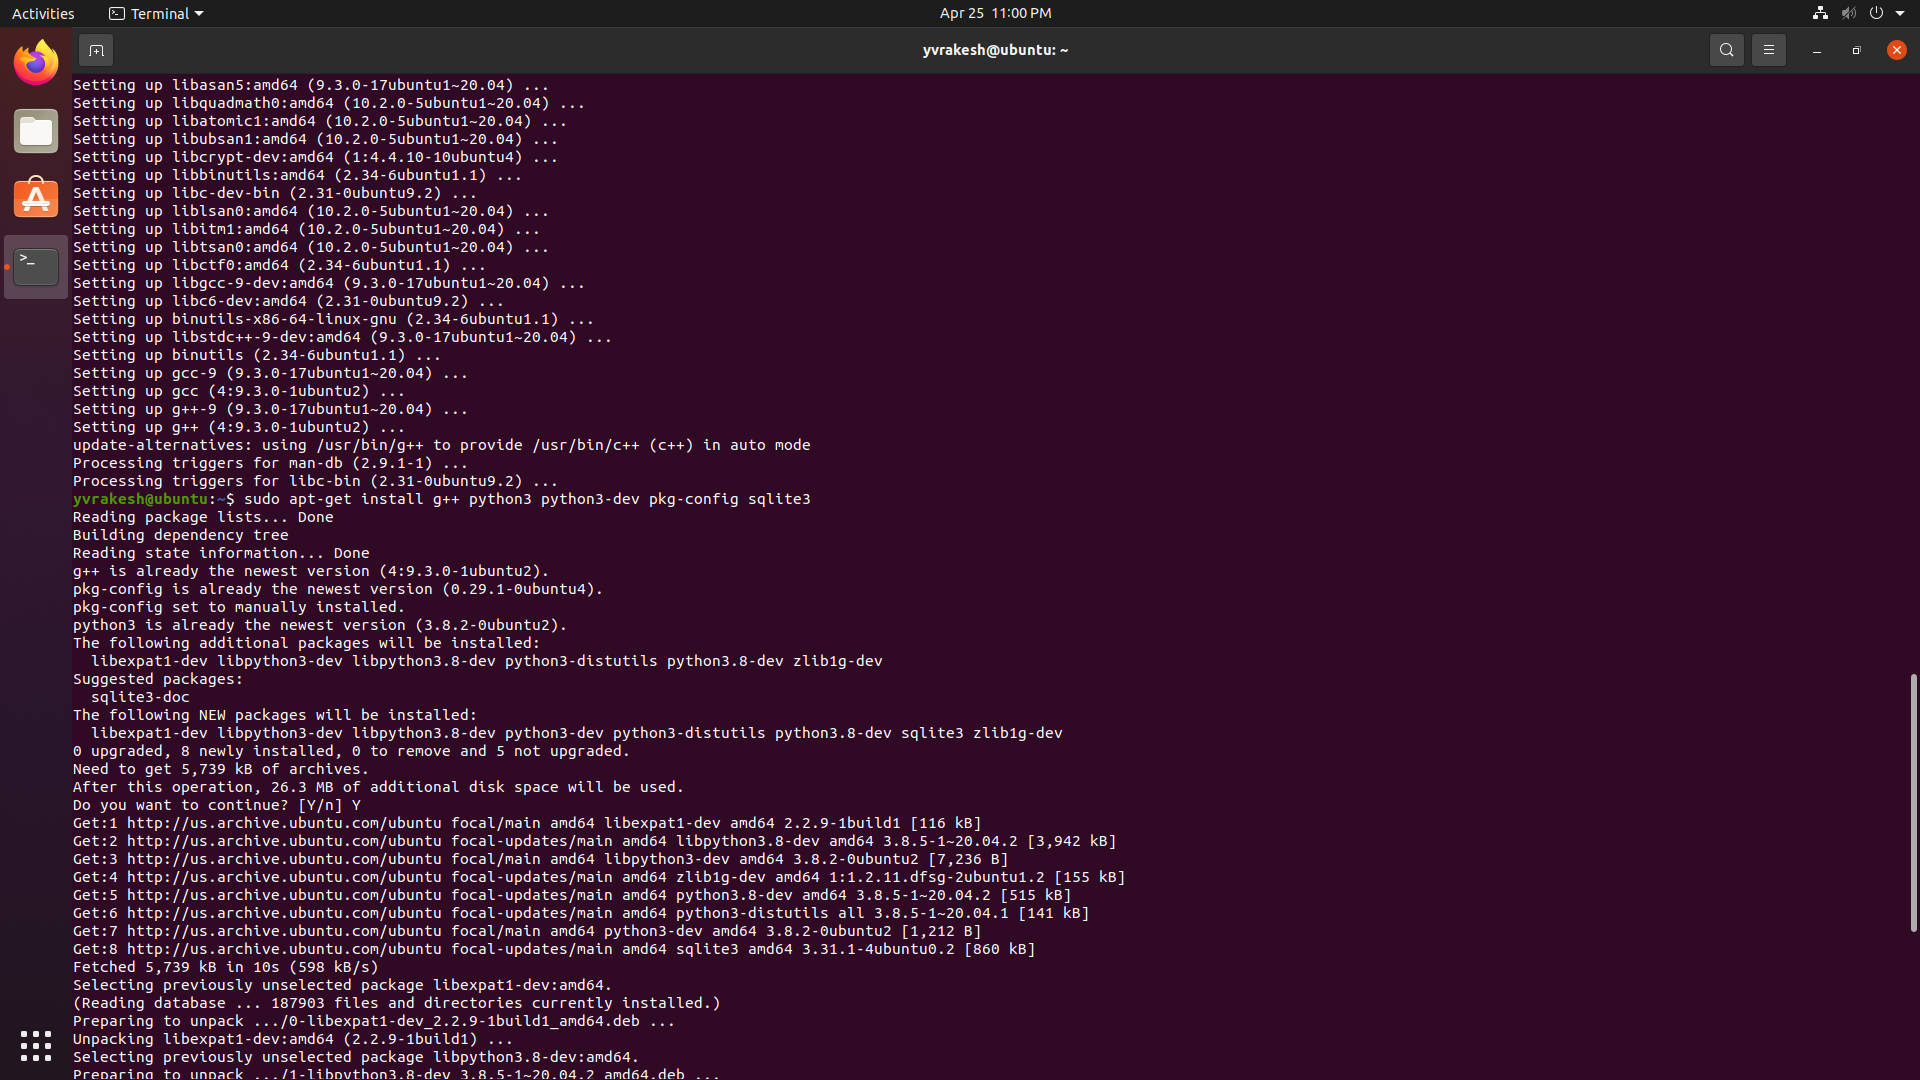 Activities
Terminal
Apr 25 11:00 PM
yvrakesh@ubuntu: ~
Setting up libasan5:amd64 (9.3.0-17ubuntu1~20.04) ...
Setting up libquadmath0:amd64 (10.2.0-5ubuntu1~20.04) ...
Setting up libatomic1:amd64 (10.2.0-5ubuntu1~20.04) ...
Setting up libubsan1:amd64 (10.2.0-5ubuntu1~20.04) ...
Setting up libcrypt-dev:amd64 (1:4.4.10-10ubuntu4) ...
Setting up libbinutils:amd64 (2.34-6ubuntu1.1) ...
Setting up libc-dev-bin (2.31-0ubuntu9.2) ...
Setting up liblsan0:amd64 (10.2.0-5ubuntu1~20.04) ...
Setting up libitm1:amd64 (10.2.0-5ubuntu1~20.04) ...
Setting up libtsan0:amd64 (10.2.0-5ubuntu1~20.04) ...
Setting up libctf0:amd64 (2.34-6ubuntu1.1) ...
Setting up libgcc-9-dev:amd64 (9.3.0-17ubuntu1~20.04) ...
Setting up libc6-dev:amd64 (2.31-0ubuntu9.2) ...
Setting up binutils-x86-64-linux-gnu (2.34-6ubuntu1.1) ...
Setting up libstdc++-9-dev:amd64 (9.3.0-17ubuntu1~20.04) ...
Setting up binutils (2.34-6ubuntu1.1) ...
Setting up gcc-9 (9.3.0-17ubuntu1~20.04) ...
Setting up gcc (4:9.3.0-1ubuntu2) ...
Setting up g++-9 (9.3.0-17ubuntu1~20.04) ...
Setting up g++ (4:9.3.0-1ubuntu2) ...
update-alternatives: using /usr/bin/g++ to provide /usr/bin/c++ (c++) in auto mode
Processing triggers for man-db (2.9.1-1) ...
Processing triggers for libc-bin (2.31-0ubuntu9.2) ...
yvrakesh@ubuntu:~$ sudo apt-get install g++ python3 python3-dev pkg-config sqlite3
Reading package lists... Done
Building dependency tree
Reading state information... Done
g++ is already the newest version (4:9.3.0-1ubuntu2).
pkg-config is already the newest version (0.29.1-0ubuntu4).
pkg-config set to manually installed.
python3 is already the newest version (3.8.2-0ubuntu2).
The following additional packages will be installed:
  libexpat1-dev libpython3-dev libpython3.8-dev python3-distutils python3.8-dev zlib1g-dev
Suggested packages:
  sqlite3-doc
The following NEW packages will be installed:
  libexpat1-dev libpython3-dev libpython3.8-dev python3-dev python3-distutils python3.8-dev sqlite3 zlib1g-dev
0 upgraded, 8 newly installed, 0 to remove and 5 not upgraded.
Need to get 5,739 kB of archives.
After this operation, 26.3 MB of additional disk space will be used.
Do you want to continue? [Y/n] Y
Get:1 http://us.archive.ubuntu.com/ubuntu focal/main amd64 libexpat1-dev amd64 2.2.9-1build1 [116 kB]
Get:2 http://us.archive.ubuntu.com/ubuntu focal-updates/main amd64 libpython3.8-dev amd64 3.8.5-1~20.04.2 [3,942 kB]
Get:3 http://us.archive.ubuntu.com/ubuntu focal/main amd64 libpython3-dev amd64 3.8.2-0ubuntu2 [7,236 B]
Get:4 http://us.archive.ubuntu.com/ubuntu focal-updates/main amd64 zlib1g-dev amd64 1:1.2.11.dfsg-2ubuntu1.2 [155 kB]
Get:5 http://us.archive.ubuntu.com/ubuntu focal-updates/main amd64 python3.8-dev amd64 3.8.5-1~20.04.2 [515 kB]
Get:6 http://us.archive.ubuntu.com/ubuntu focal-updates/main amd64 python3-distutils all 3.8.5-1~20.04.1 [141 kB]
Get:7 http://us.archive.ubuntu.com/ubuntu focal/main amd64 python3-dev amd64 3.8.2-0ubuntu2 [1,212 B]
Get:8 http://us.archive.ubuntu.com/ubuntu focal-updates/main amd64 sqlite3 amd64 3.31.1-4ubuntu0.2 [860 kB]
Fetched 5,739 kB in 10s (598 kB/s)
Selecting previously unselected package libexpat1-dev:amd64.
(Reading database ... 187903 files and directories currently installed.)
Preparing to unpack .../0-libexpat1-dev_2.2.9-1build1_amd64.deb ...
Unpacking libexpat1-dev:amd64 (2.2.9-1build1) ...
Selecting previously unselected package libpython3.8-dev:amd64.
Preparing to unpack .../1-libpython3.8-dev_3.8.5-1~20.04.2_amd64.deb ...